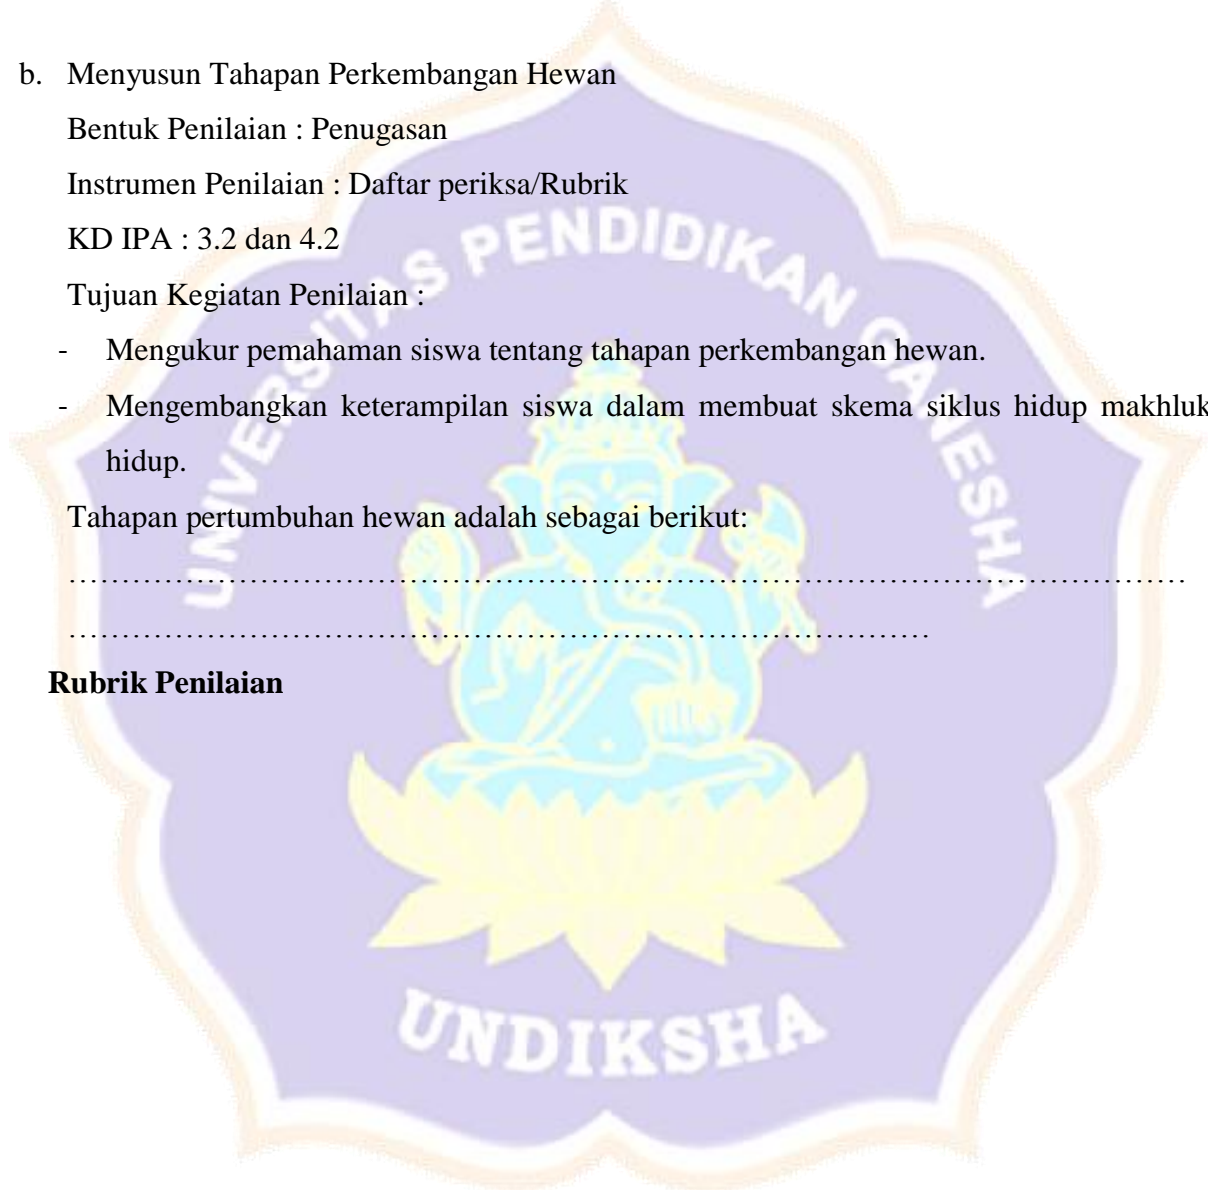 b. Menyusun Tahapan Perkembangan Hewan
Bentuk Penilaian : Penugasan
Instrumen Penilaian : Daftar periksa/Rubrik
KD IPA : 3.2 dan 4.2
Tujuan Kegiatan Penilaian :
- Mengukur pemahaman siswa tentang tahapan perkembangan hewan.
- Mengembangkan keterampilan siswa dalam membuat skema siklus hidup makhluk
hidup.
Tahapan pertumbuhan hewan adalah sebagai berikut:
………………………………………………………………………………………………
………………………………………………………………………
Rubrik Penilaian
UNIVERSITAS PENDIDIKAN GANESHA
UNDIKSHA